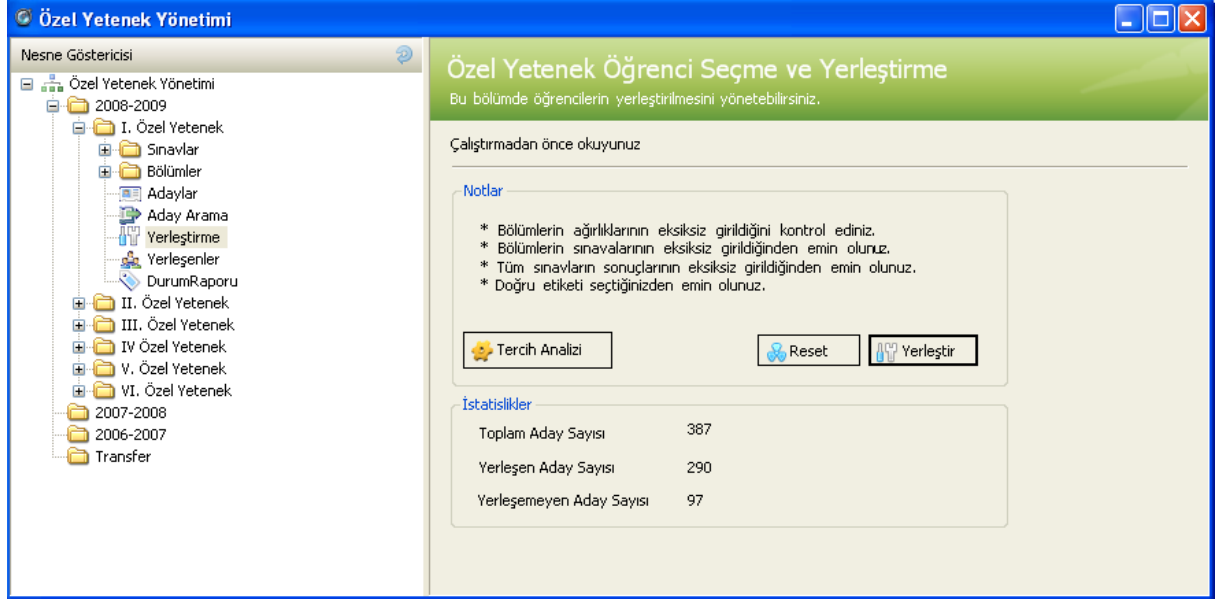 Özel Yetenek Yönetimi
Nesne Göstericisi
Özel Yetenek Yönetimi
2008-2009
I. Özel Yetenek
Sınavlar
Bölümler
Adaylar
Aday Arama
Yerleştirme
Yerleşenler
DurumRaporu
II. Özel Yetenek
III. Özel Yetenek
IV Özel Yetenek
V. Özel Yetenek
VI. Özel Yetenek
2007-2008
2006-2007
Transfer
Özel Yetenek Öğrenci Seçme ve Yerleştirme
Bu bölümde öğrencilerin yerleştirilmesini yönetebilirsiniz.
Çalıştırmadan önce okuyunuz
Notlar
* Bölümlerin ağırlıklarının eksiksiz girildiğini kontrol ediniz.
* Bölümlerin sınavalarının eksiksiz girildiğinden emin olunuz.
* Tüm sınavların sonuçlarının eksiksiz girildiğinden emin olunuz.
* Doğru etiketi seçtiğinizden emin olunuz.
Tercih Analizi Reset Yerleştir
İstatislikler
Toplam Aday Sayısı 387
Yerleşen Aday Sayısı 290
Yerleşemeyen Aday Sayısı 97